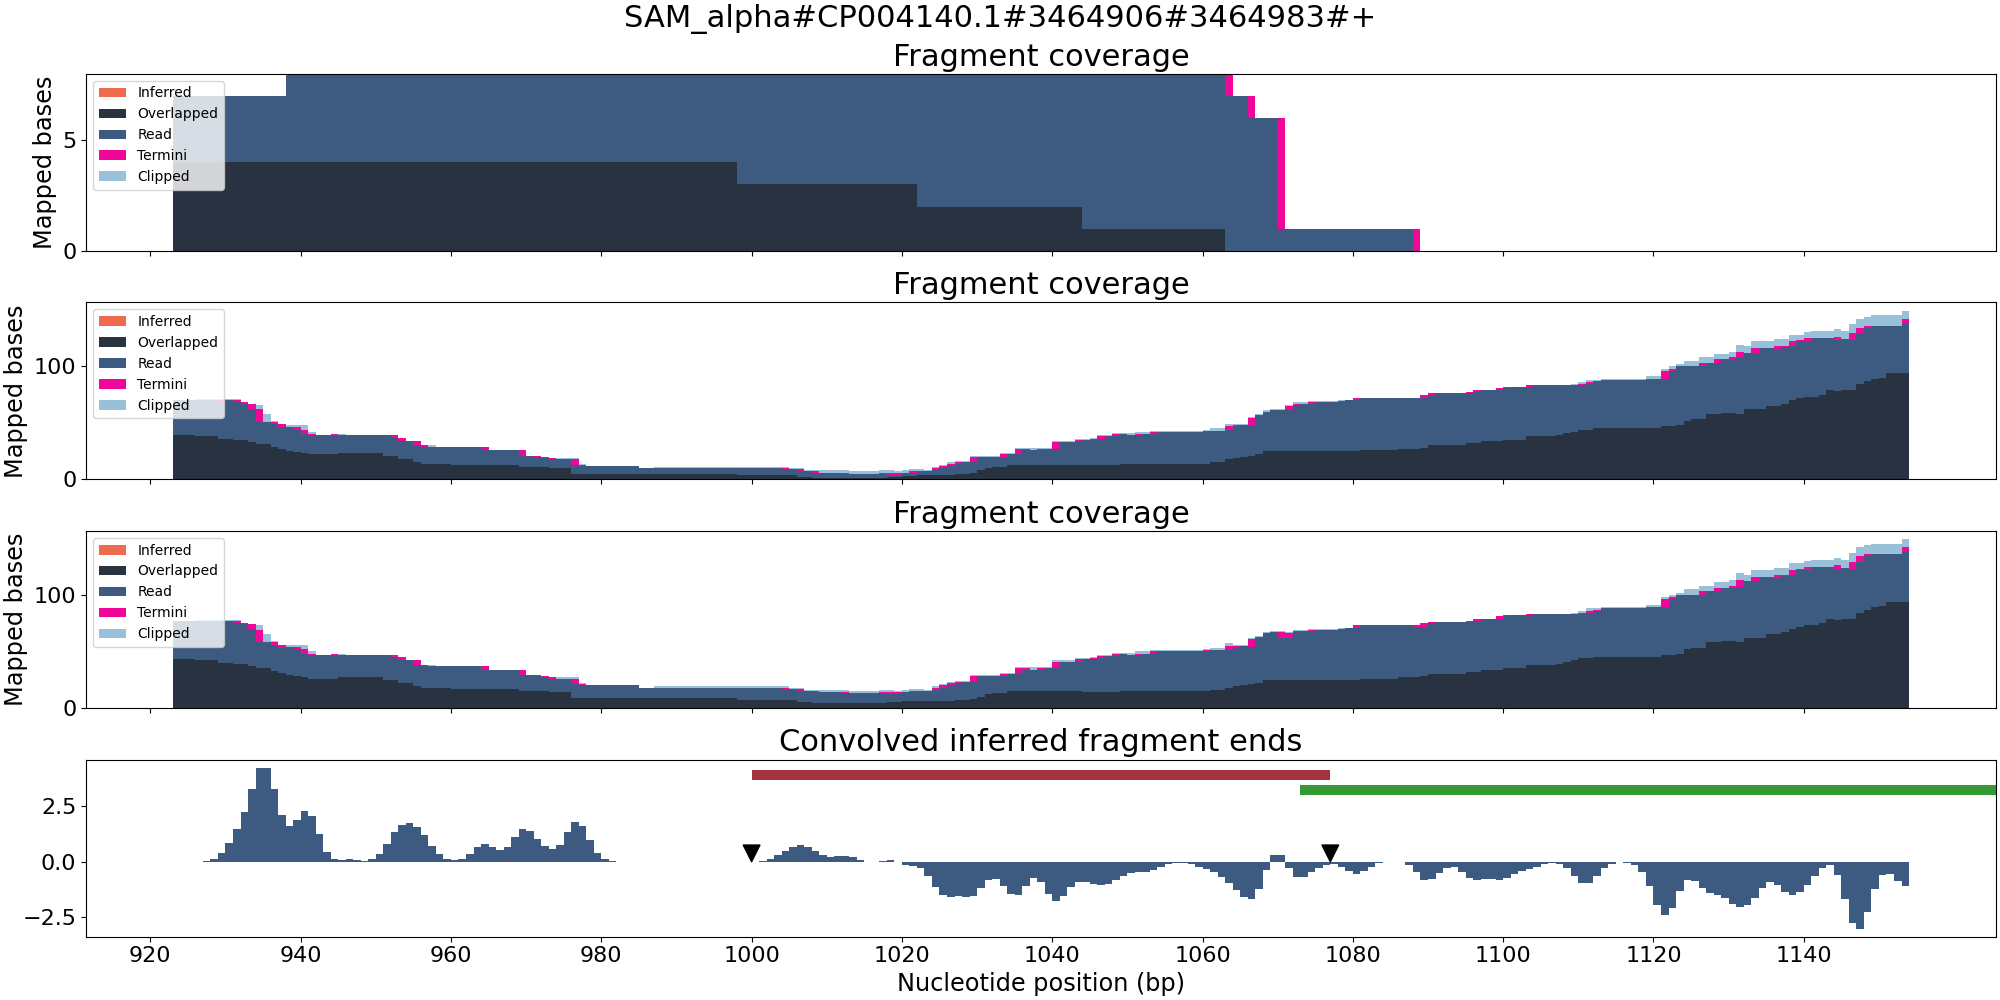 SAM_alpha#CP004140.1#3464906#3464983#+
Fragment coverage
Mapped bases
5
0
Inferred
Overlapped
Read
Termini
Clipped
Fragment coverage
Mapped bases
100
0
Inferred
Overlapped
Read
Termini
Clipped
Fragment coverage
Mapped bases
100
0
Inferred
Overlapped
Read
Termini
Clipped
Convolved inferred fragment ends
2.5
0.0
−2.5
920 940 960 980 1000 1020 1040 1060 1080 1100 1120 1140
Nucleotide position (bp)